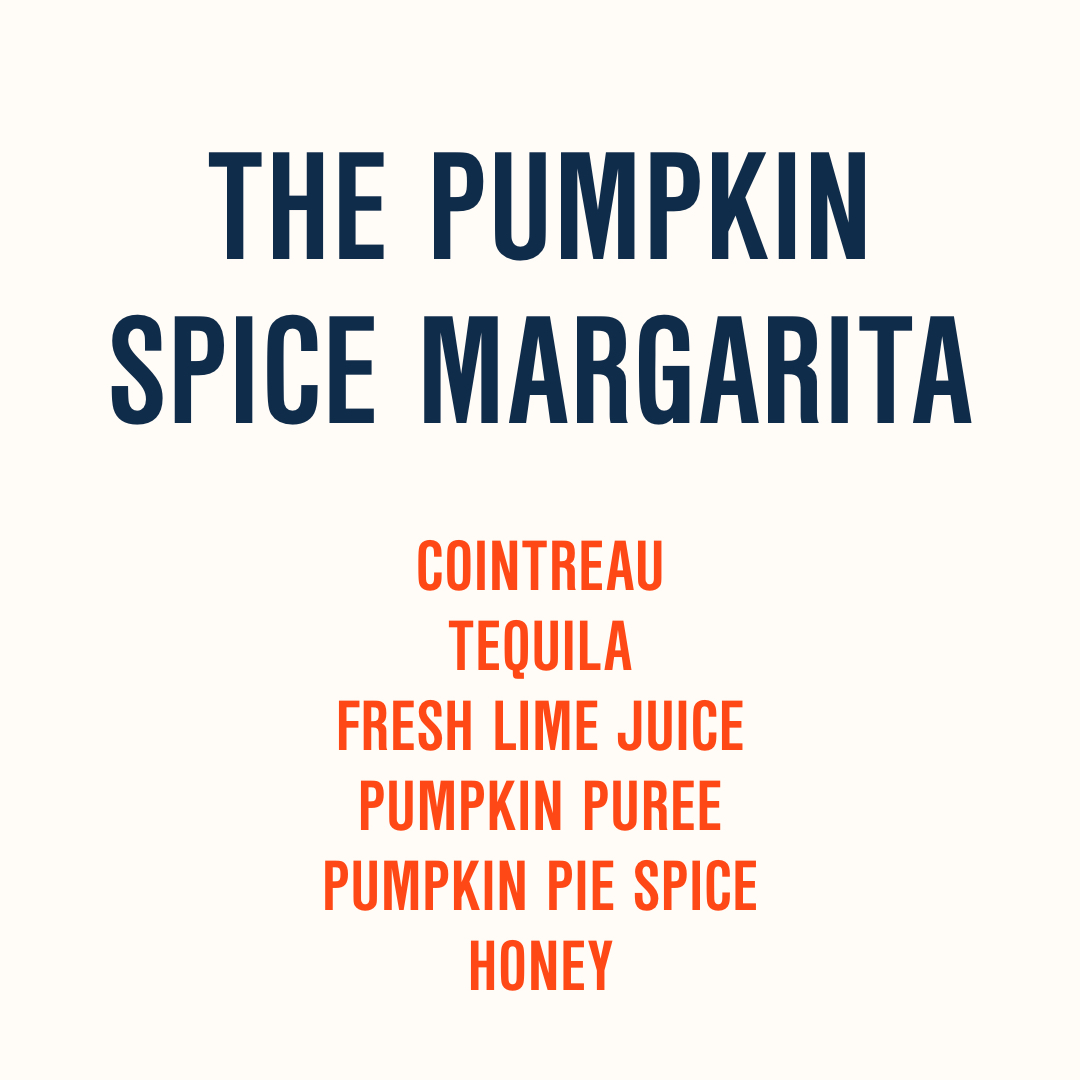 THE PUMPKIN
SPICE MARGARITA
COINTREAU
TEQUILA
FRESH LIME JUICE
PUMPKIN PUREE
PUMPKIN PIE SPICE
HONEY